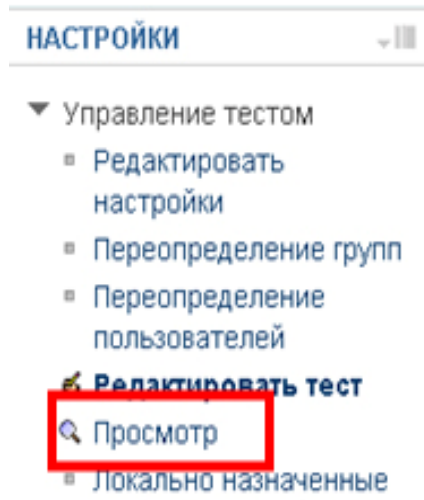 НАСТРОЙКИ
Управление тестом
Редактировать
настройки
Переопределение групп
Переопределение
пользователей
Редактировать тест
Просмотр
Локально назначенные